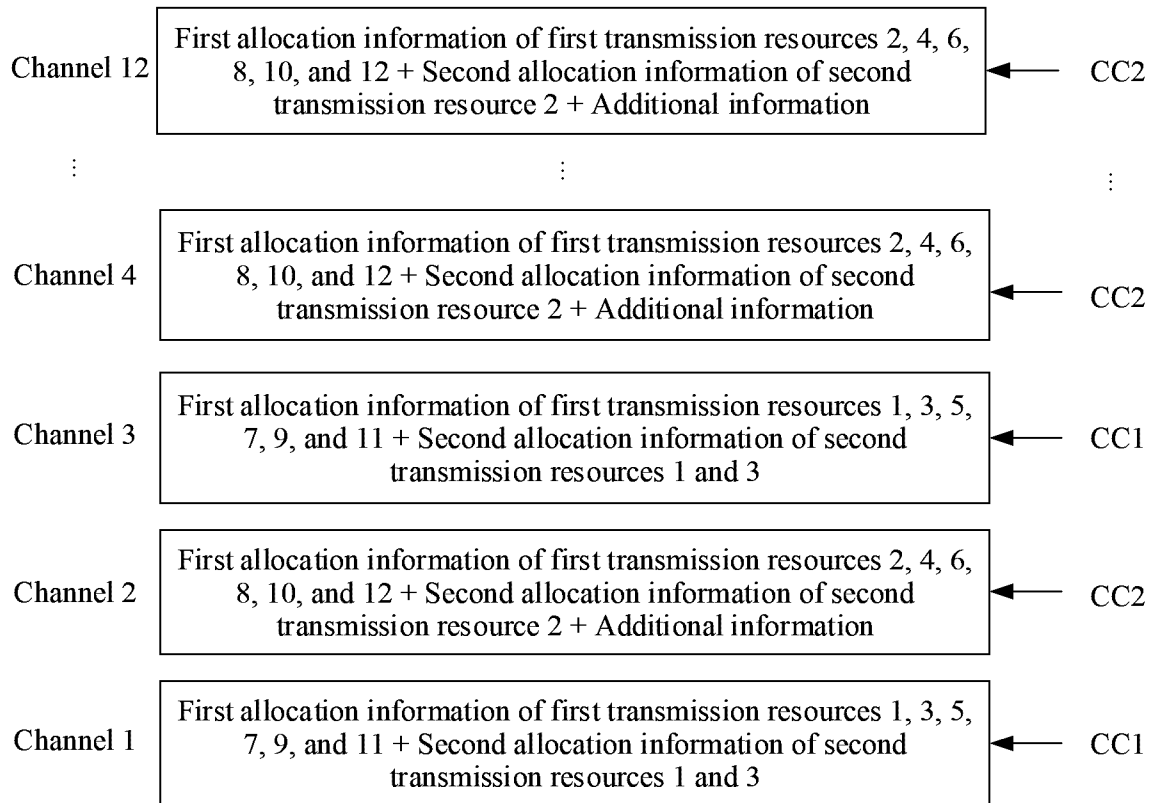 Channel 12
First allocation information of first transmission resources 2, 4, 6,
8, 10, and 12 + Second allocation information of second
transmission resource 2 + Additional information
CC2
⋮ ⋮ ⋮
Channel 4
First allocation information of first transmission resources 2, 4, 6,
8, 10, and 12 + Second allocation information of second
transmission resource 2 + Additional information
CC2
Channel 3
First allocation information of first transmission resources 1, 3, 5,
7, 9, and 11 + Second allocation information of second
transmission resources 1 and 3
CC1
Channel 2
First allocation information of first transmission resources 2, 4, 6,
8, 10, and 12 + Second allocation information of second
transmission resource 2 + Additional information
CC2
Channel 1
First allocation information of first transmission resources 1, 3, 5,
7, 9, and 11 + Second allocation information of second
transmission resources 1 and 3
CC1